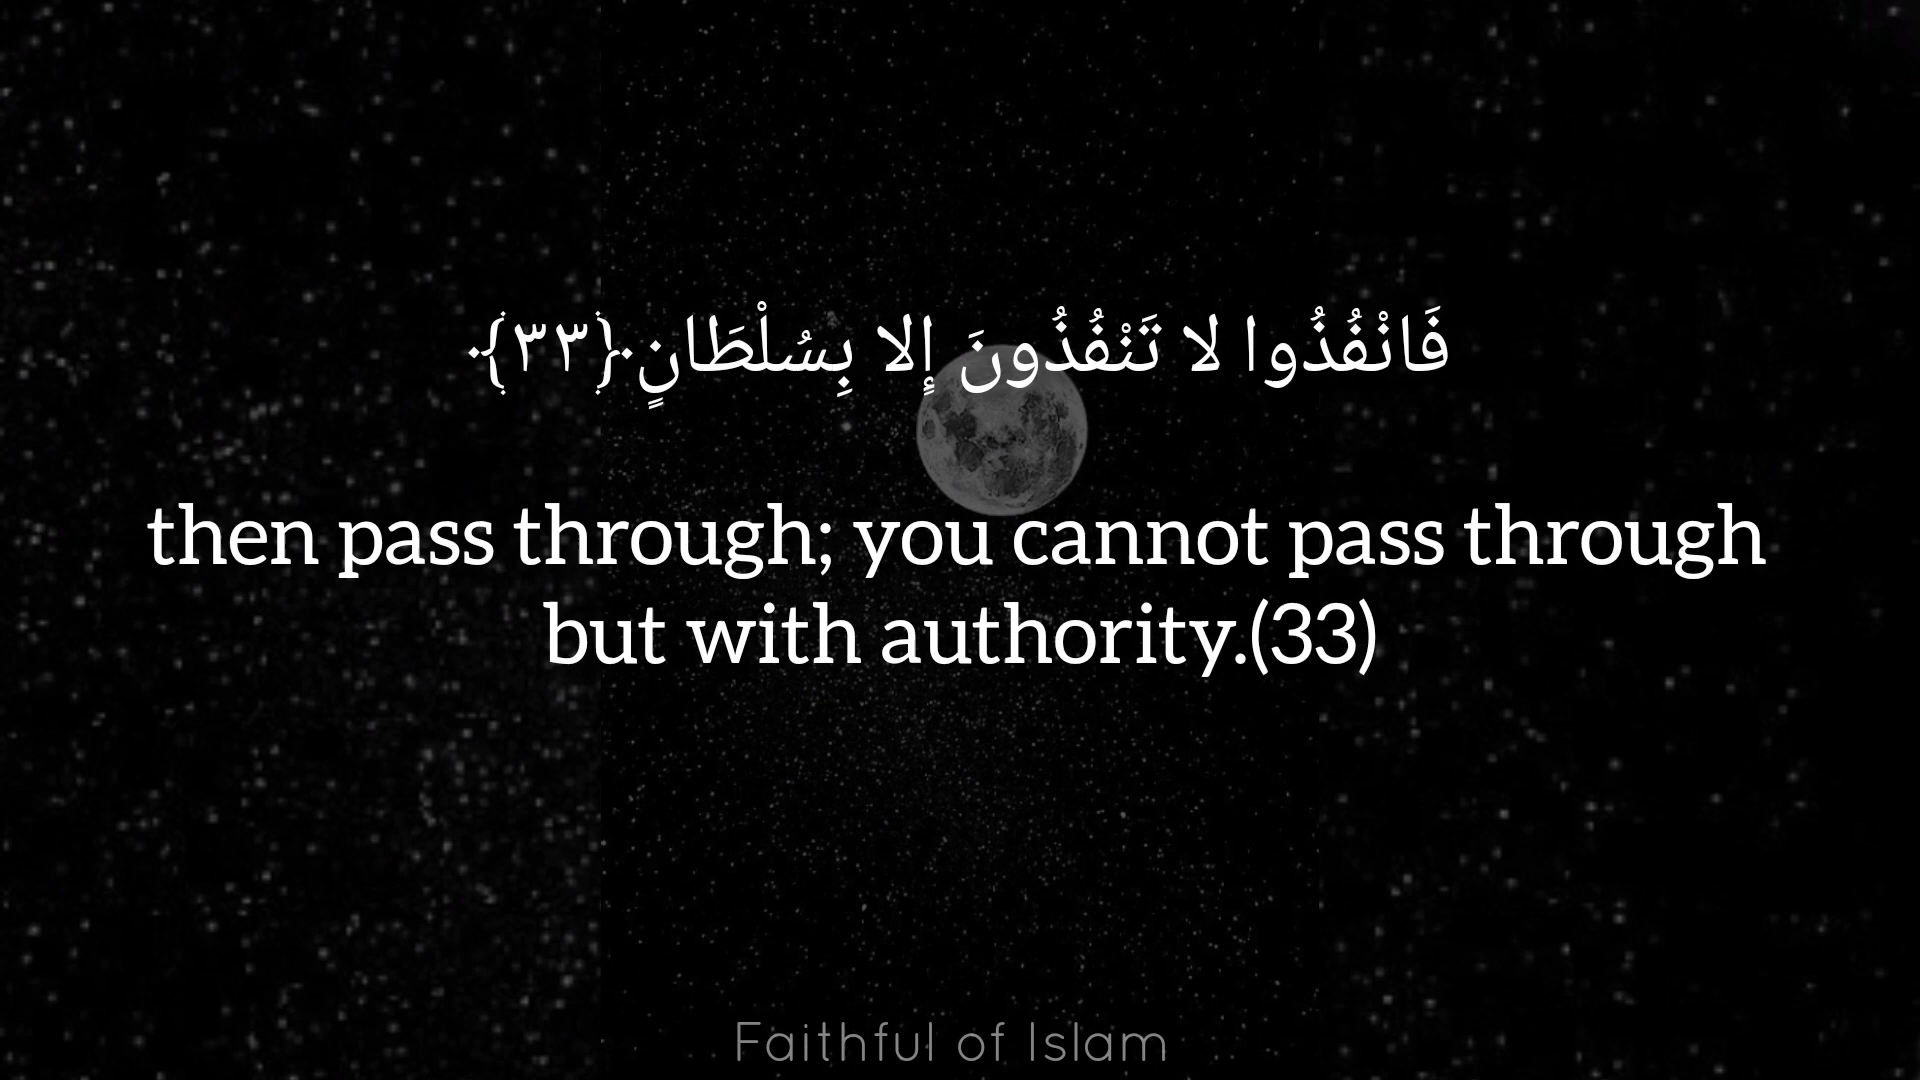 فَانْفُذُوا لا تَنْفُذُونَ إِلا بِسُلْطَانٍ﴿٣٣﴾
then pass through; you cannot pass through
but with authority.(33)
Faithful of Islam